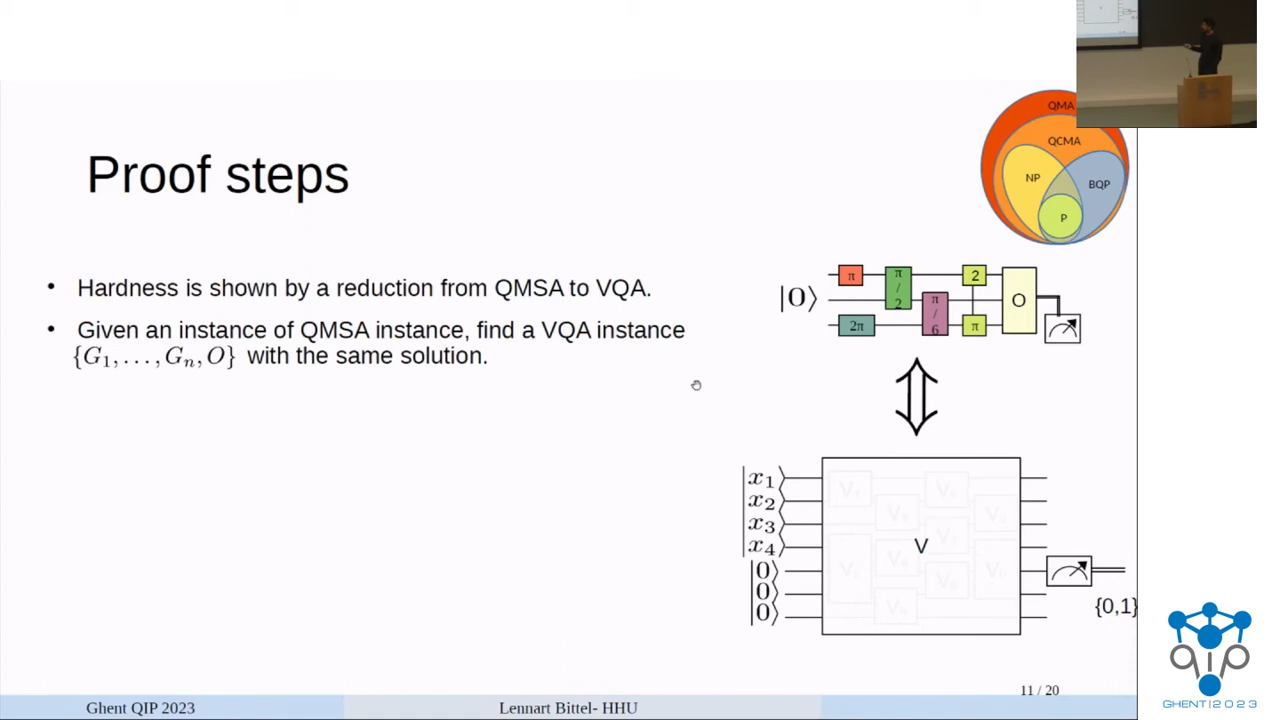 Proof steps
QMA
QCMA
NP
BQP
P
• Hardness is shown by a reduction from QMSA to VQA.
• Given an instance of QMSA instance, find a VQA instance
{G₁, . . . , Gₙ, O} with the same solution.
|0⟩
π
π/2
2
2π
π/6
π
O
|x₁⟩
|x₂⟩
|x₃⟩
|x₄⟩
|0⟩
|0⟩
|0⟩
V
{0,1}
11 / 20
Ghent QIP 2023
Lennart Bittel- HHU
qip
GHENT|2023